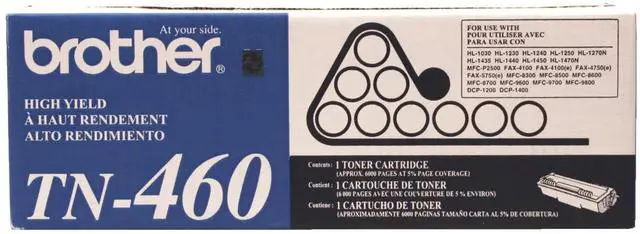 At your side.
brother®
HIGH YIELD
À HAUT RENDEMENT
ALTO RENDIMIENTO
TN-460
FOR USE WITH
POUR UTILISER AVEC
PARA USAR CON
HL-1030 HL-1230 HL-1240 HL-1250 HL-1270N
HL-1435 HL-1440 HL-1450 HL-1470N
MFC-P2500 FAX-4100 FAX-4100(e) FAX-4750(e)
FAX-5750(e) MFC-8300 MFC-8500 MFC-8600
MFC-8700 MFC-9600 MFC-9700 MFC-9800
DCP-1200 DCP-1400
Contents: 1 TONER CARTRIDGE
(APPROX. 6000 PAGES AT 5% PAGE COVERAGE)
Contient: 1 CARTOUCHE DE TONER
(6 000 PAGES AVEC UNE COUVERTURE DE 5 % ENVIRON)
Contiene: 1 CARTUCHO DE TONER
(APROXIMADAMENTE 6000 PAGINAS TAMAÑO CARTA AL 5% DE COBERTURA)